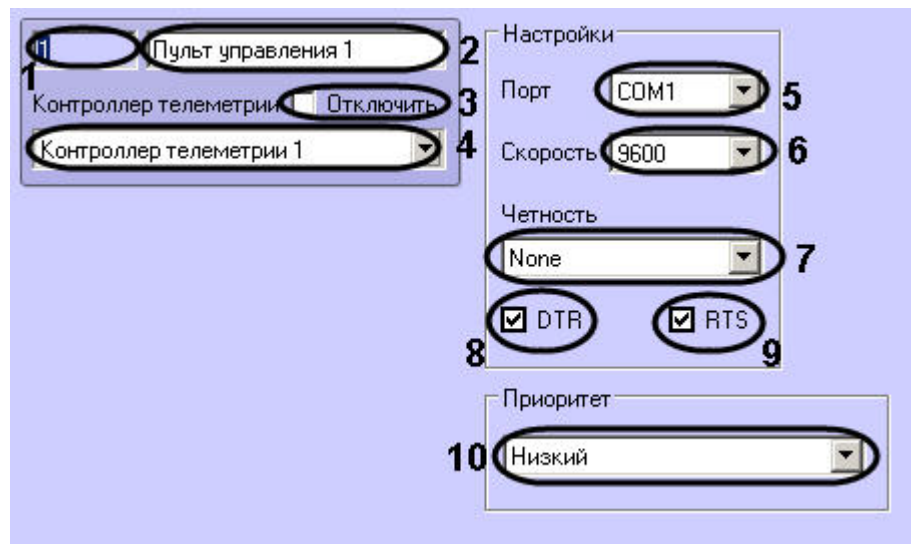 1 Пульт управления 1 2
1
Контроллер телеметрии Отключить 3
Контроллер телеметрии 1 4
Настройки
Порт COM1 5
Скорость 9600 6
Четность
None 7
DTR RTS
8 9
Приоритет
10 Низкий